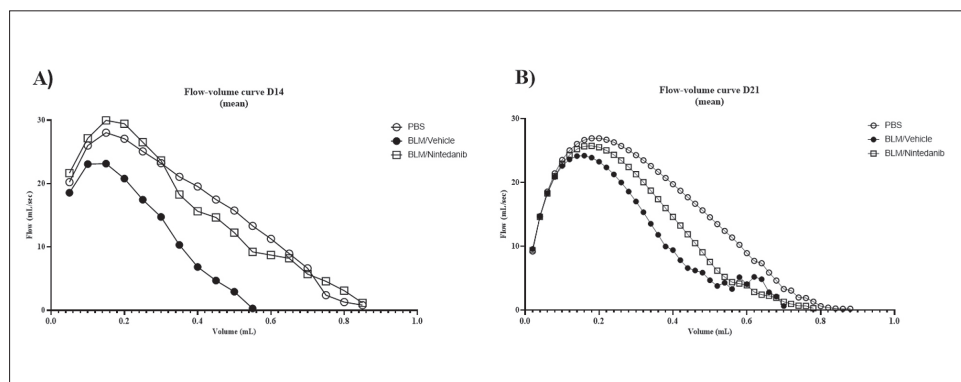 A)
Flow-volume curve D14
(mean)
PBS
BLM/Vehicle
BLM/Nintedanib
Flow (mL/sec)
30
20
10
0
0.0 0.2 0.4 0.6 0.8 1.0
Volume (mL)
B)
Flow-volume curve D21
(mean)
PBS
BLM/Vehicle
BLM/Nintedanib
Flow (mL/sec)
30
20
10
0
0.0 0.2 0.4 0.6 0.8 1.0
Volume (mL)